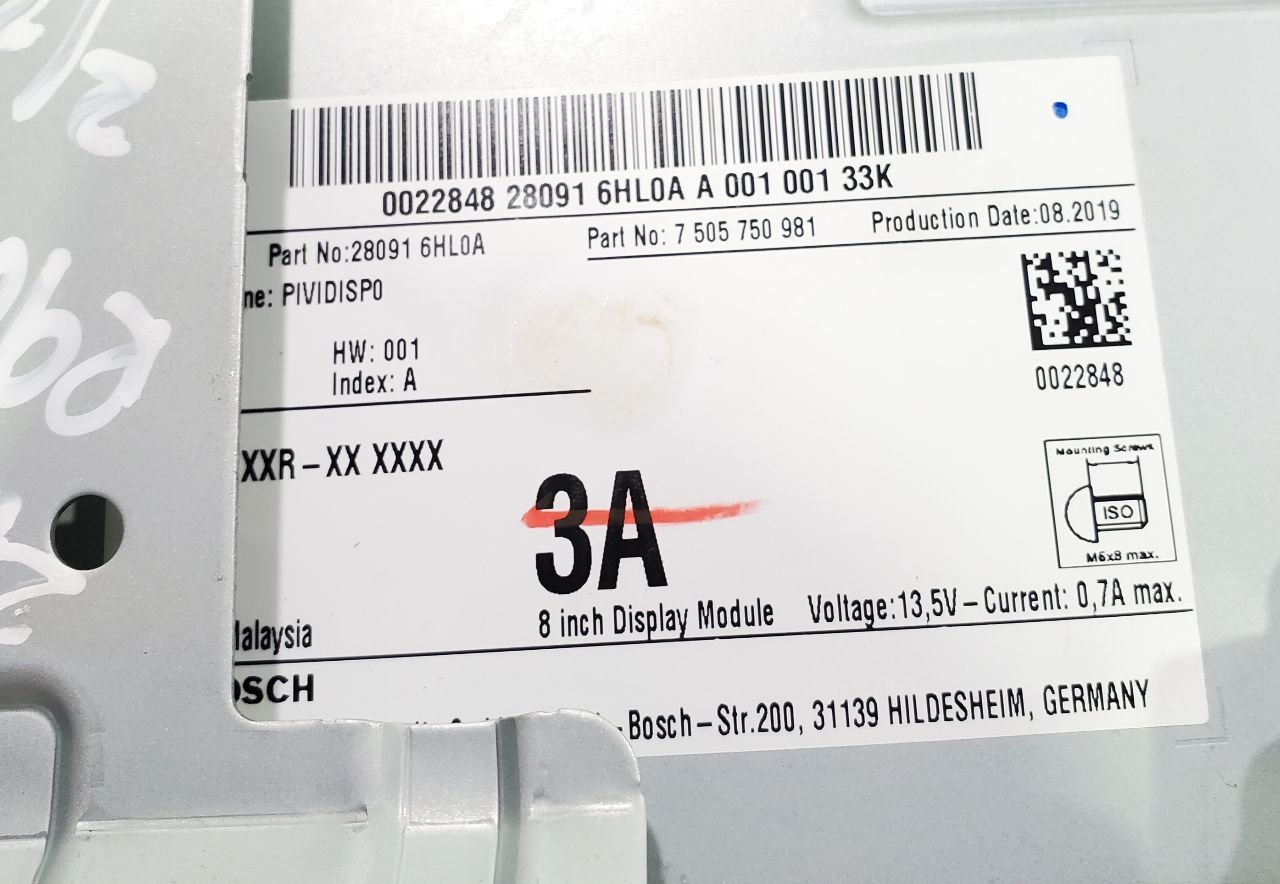 0022848 28091 6HL0A A 001 001 33K
Part No:28091 6HL0A
Part No: 7 505 750 981
Production Date:08.2019
ne: PIVIDISP0
HW: 001
Index: A
0022848
XXR-XX XXXX
Mounting Screws
ISO
M6x8 max.
3A
8 inch Display Module
Voltage:13,5V-Current: 0,7A max.
alaysia
OSCH
-Bosch-Str.200, 31139 HILDESHEIM, GERMANY